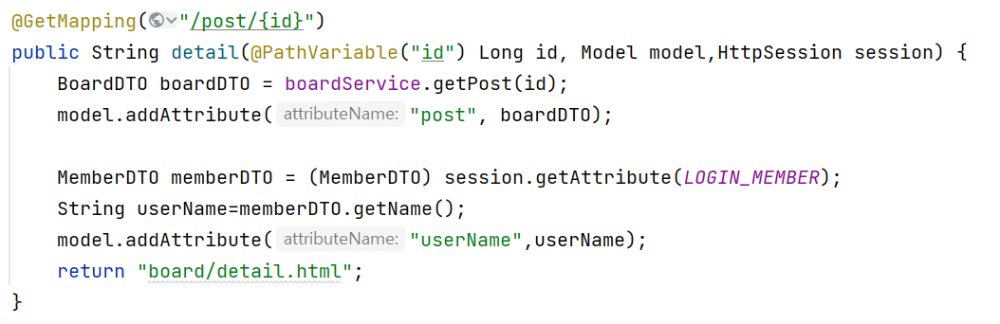 @GetMapping("/post/{id}")
public String detail(@PathVariable("id") Long id, Model model,HttpSession session) {
BoardDTO boardDTO = boardService.getPost(id);
model.addAttribute( attributeName: "post", boardDTO);
MemberDTO memberDTO = (MemberDTO) session.getAttribute(LOGIN_MEMBER);
String userName=memberDTO.getName();
model.addAttribute( attributeName: "userName",userName);
return "board/detail.html";
}